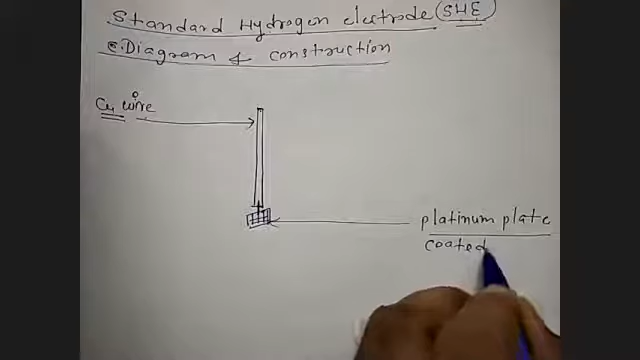 Standard Hydrogen electrode (SHE)
c. Diagram & construction
Cu wire
platinum plate
coated